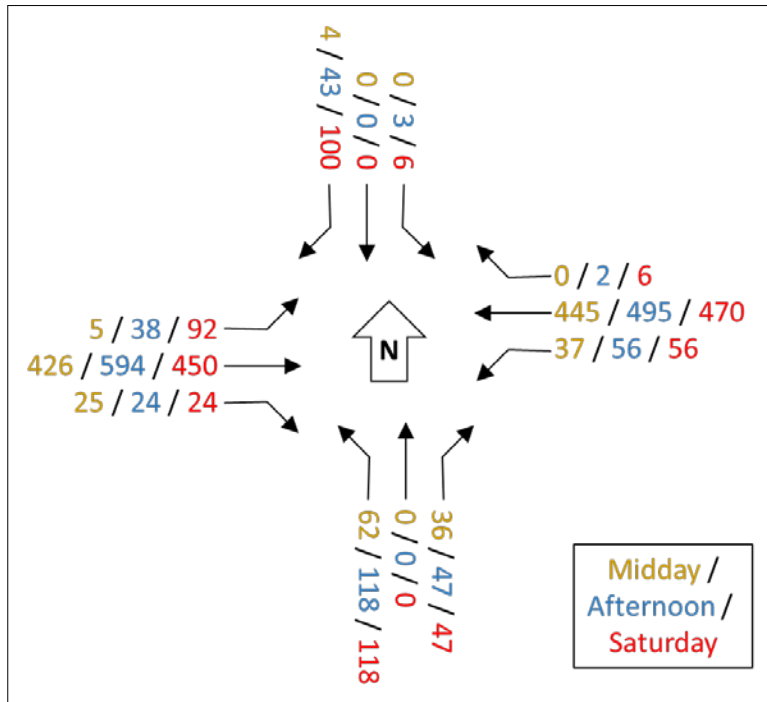 4 / 43 / 100
0 / 0 / 0
0 / 3 / 6
0 / 2 / 6
445 / 495 / 470
37 / 56 / 56
5 / 38 / 92
426 / 594 / 450
25 / 24 / 24
N
62 / 118 / 118
0 / 0 / 0
36 / 47 / 47
Midday /
Afternoon /
Saturday